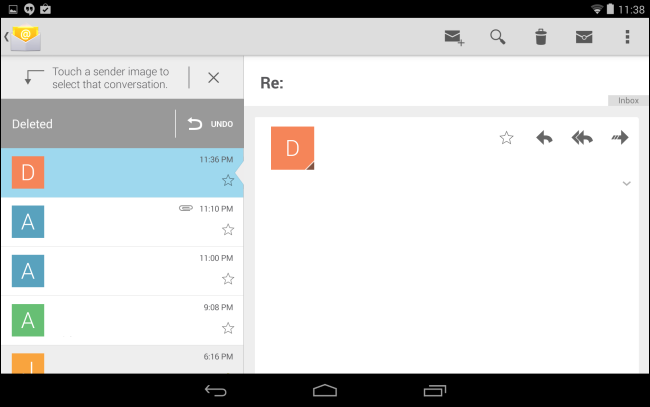 11:38
@
Touch a sender image to
select that conversation.
Re:
Inbox
Deleted
UNDO
D
11:36 PM
D
A
11:10 PM
A
11:00 PM
A
9:08 PM
J
6:16 PM